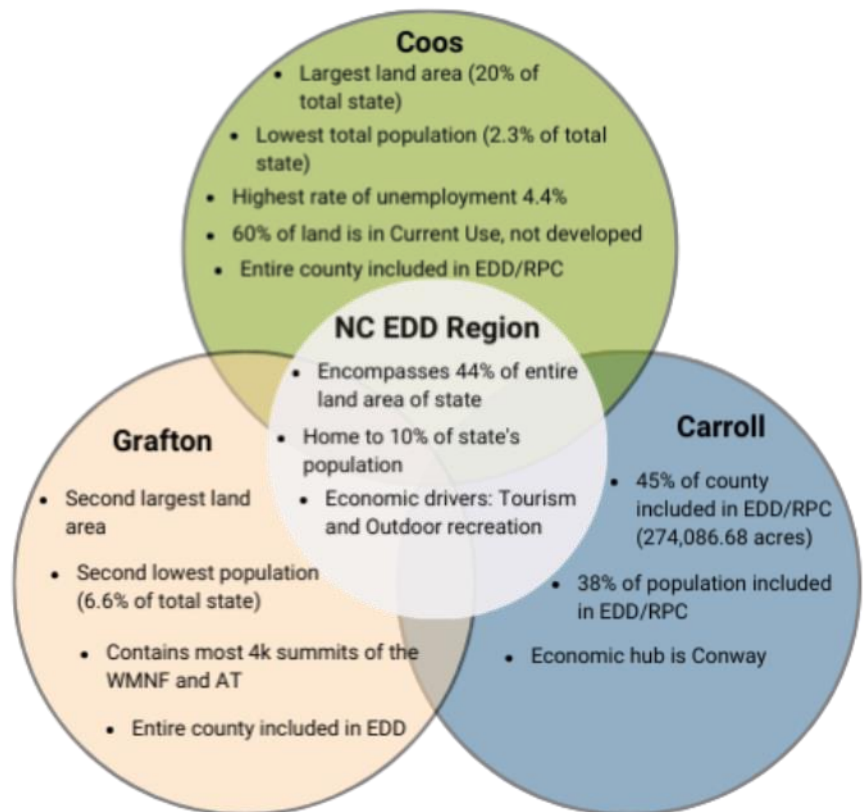 Coos
• Largest land area (20% of
total state)
• Lowest total population (2.3% of total
state)
• Highest rate of unemployment 4.4%
• 60% of land is in Current Use, not developed
• Entire county included in EDD/RPC
NC EDD Region
• Encompasses 44% of entire
land area of state
• Home to 10% of state's
population
• Economic drivers: Tourism
and Outdoor recreation
Grafton
• Second largest land
area
• Second lowest population
(6.6% of total state)
• Contains most 4k summits of the
WMNF and AT
• Entire county included in EDD
Carroll
• 45% of county
included in EDD/RPC
(274,086.68 acres)
• 38% of population included
in EDD/RPC
• Economic hub is Conway